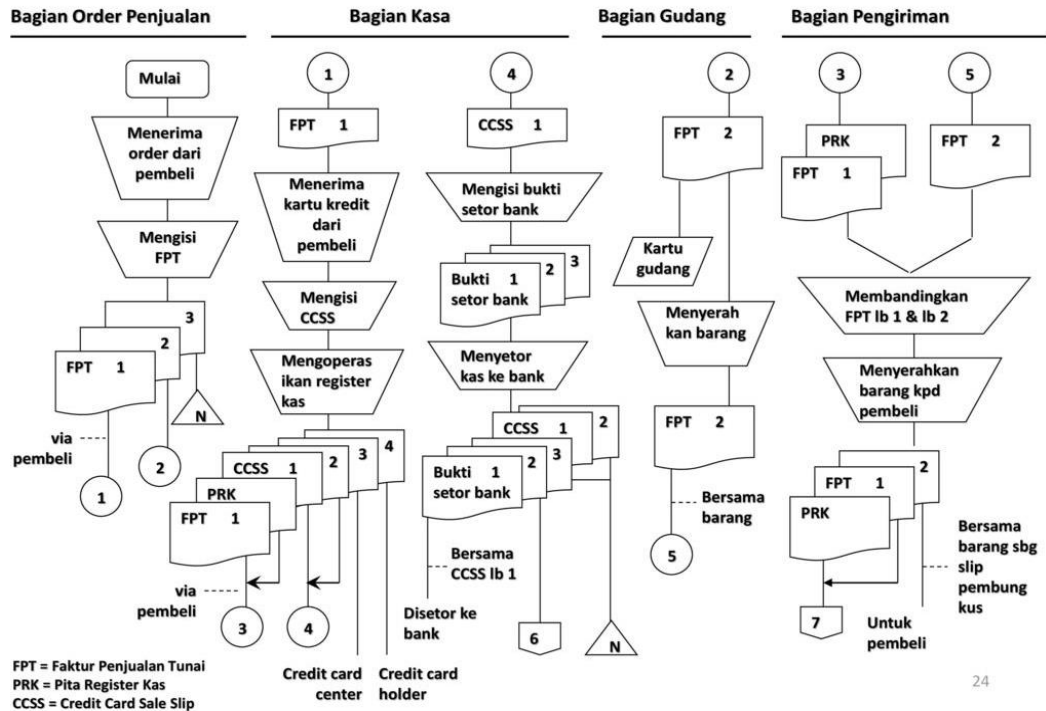 Bagian Order Penjualan
Mulai
Menerima
order dari
pembeli
Mengisi
FPT
3
2
FPT 1
N
via
pembeli
1
2
Bagian Kasa
1
FPT 1
Menerima
kartu kredit
dari
pembeli
Mengisi
CCSS
Mengoperas
ikan register
kas
4
3
2
CCSS 1
PRK
FPT 1
via
pembeli
3
4
Credit card
center
Credit card
holder
4
CCSS 1
Mengisi bukti
setor bank
3
2
Bukti 1
setor bank
Menyetor
kas ke bank
2
CCSS 1
3
2
Bukti 1
setor bank
Bersama
CCSS lb 1
Disetor ke
bank
6
N
Bagian Gudang
2
FPT 2
Kartu
gudang
Menyerah
kan barang
FPT 2
Bersama
barang
5
Bagian Pengiriman
3
5
PRK
FPT 1
FPT 2
Membandingkan
FPT lb 1 & lb 2
Menyerahkan
barang kpd
pembeli
2
FPT 1
PRK
Bersama
barang sbg
slip
pembung
kus
7
Untuk
pembeli
FPT = Faktur Penjualan Tunai
PRK = Pita Register Kas
CCSS = Credit Card Sale Slip
24